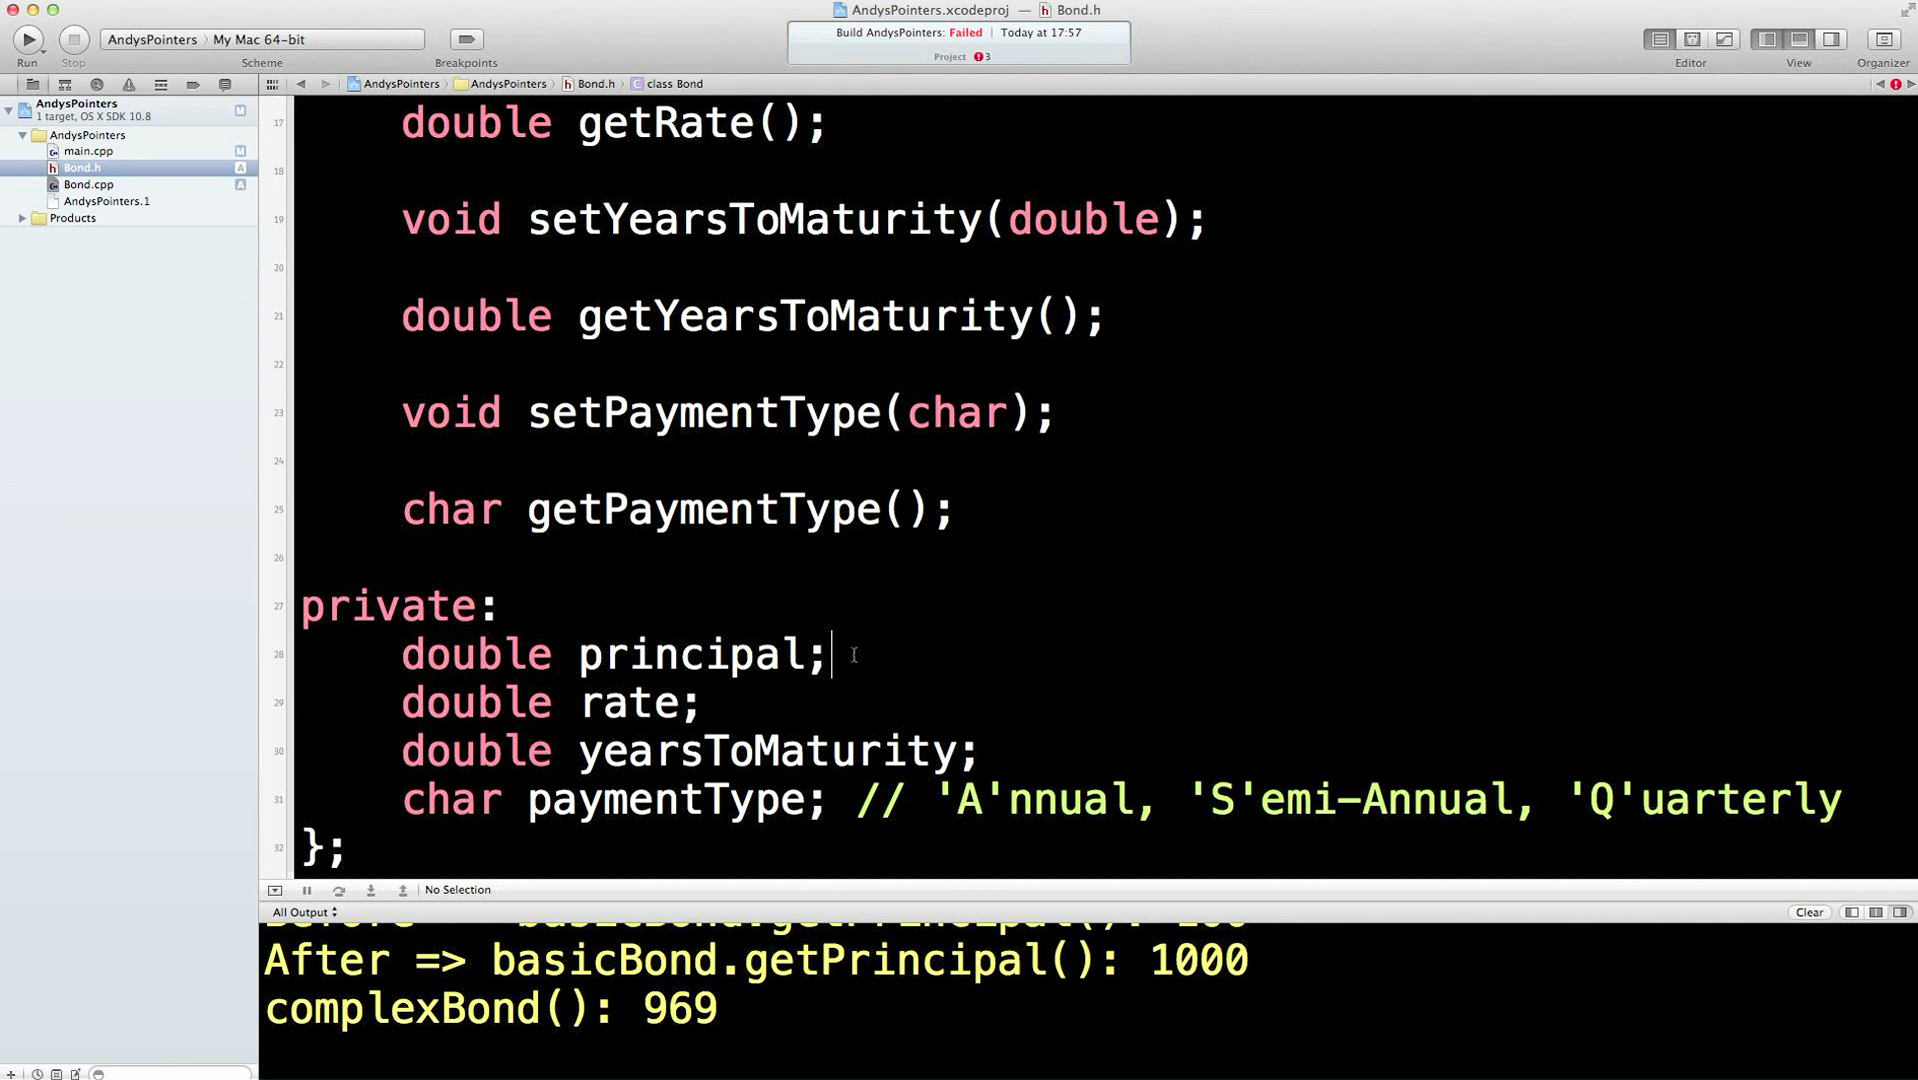 AndysPointers.xcodeproj — Bond.h
AndysPointers My Mac 64-bit
Build AndysPointers: Failed Today at 17:57
Project 3
Run Stop Scheme Breakpoints Editor View Organizer
AndysPointers AndysPointers Bond.h class Bond
AndysPointers M
1 target, OS X SDK 10.8
AndysPointers
main.cpp M
Bond.h A
Bond.cpp A
AndysPointers.1
Products
17 double getRate();
18
19 void setYearsToMaturity(double);
20
21 double getYearsToMaturity();
22
23 void setPaymentType(char);
24
25 char getPaymentType();
26
27 private:
28 double principal;
29 double rate;
30 double yearsToMaturity;
31 char paymentType; // 'A'nnual, 'S'emi-Annual, 'Q'uarterly
32 };
No Selection
All Output Clear
basicBond.getPrincipal():
After => basicBond.getPrincipal(): 1000
complexBond(): 969